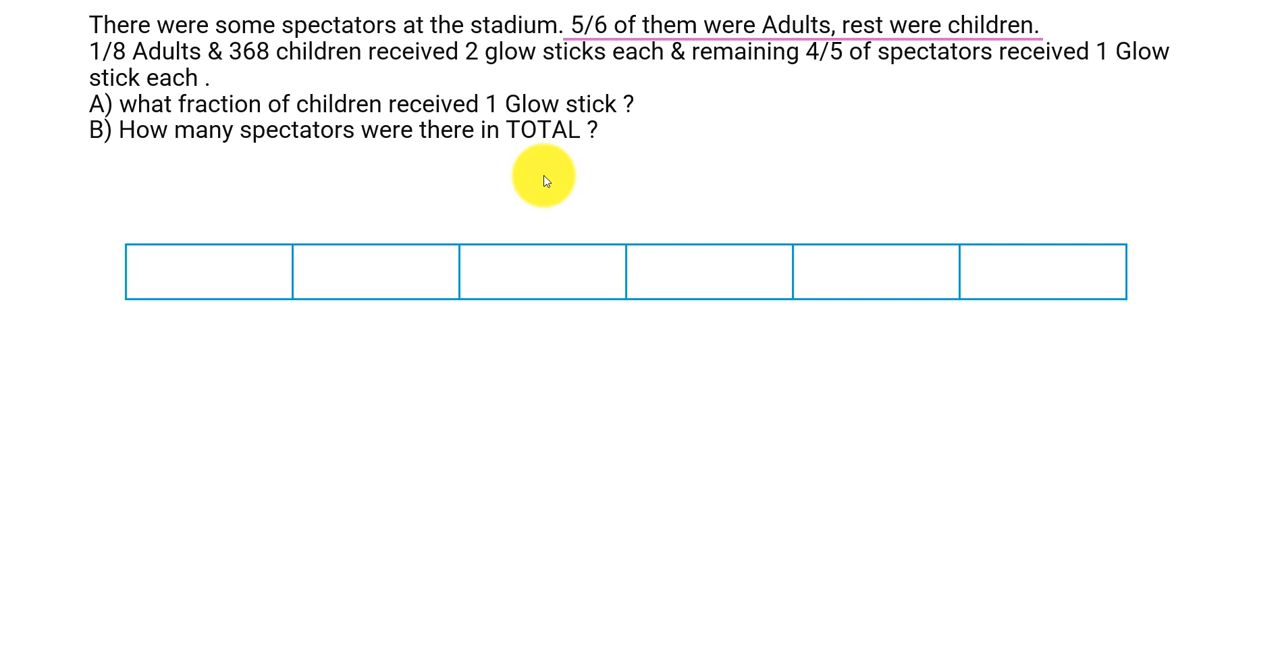 There were some spectators at the stadium. 5/6 of them were Adults, rest were children.
1/8 Adults & 368 children received 2 glow sticks each & remaining 4/5 of spectators received 1 Glow
stick each .
A) what fraction of children received 1 Glow stick ?
B) How many spectators were there in TOTAL ?